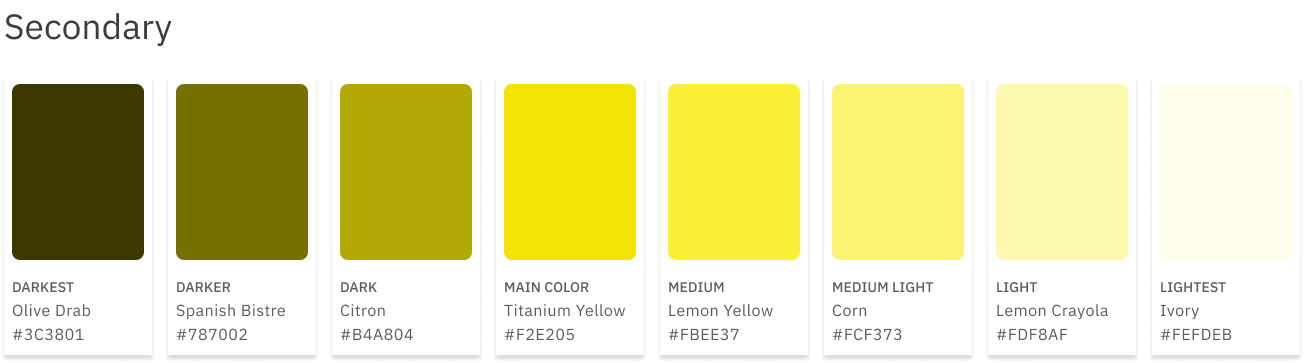 Secondary
DARKEST
Olive Drab
#3C3801
DARKER
Spanish Bistre
#787002
DARK
Citron
#B4A804
MAIN COLOR
Titanium Yellow
#F2E205
MEDIUM
Lemon Yellow
#FBEE37
MEDIUM LIGHT
Corn
#FCF373
LIGHT
Lemon Crayola
#FDF8AF
LIGHTEST
Ivory
#FEFDEB